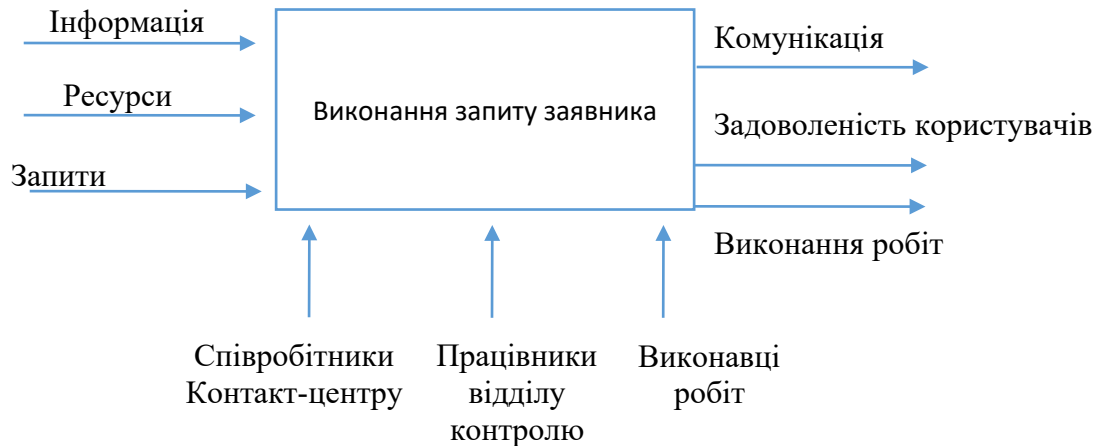 Інформація
Ресурси
Запити
Виконання запиту заявника
Комунікація
Задоволеність користувачів
Виконання робіт
Співробітники
Контакт-центру
Працівники
відділу
контролю
Виконавці
робіт